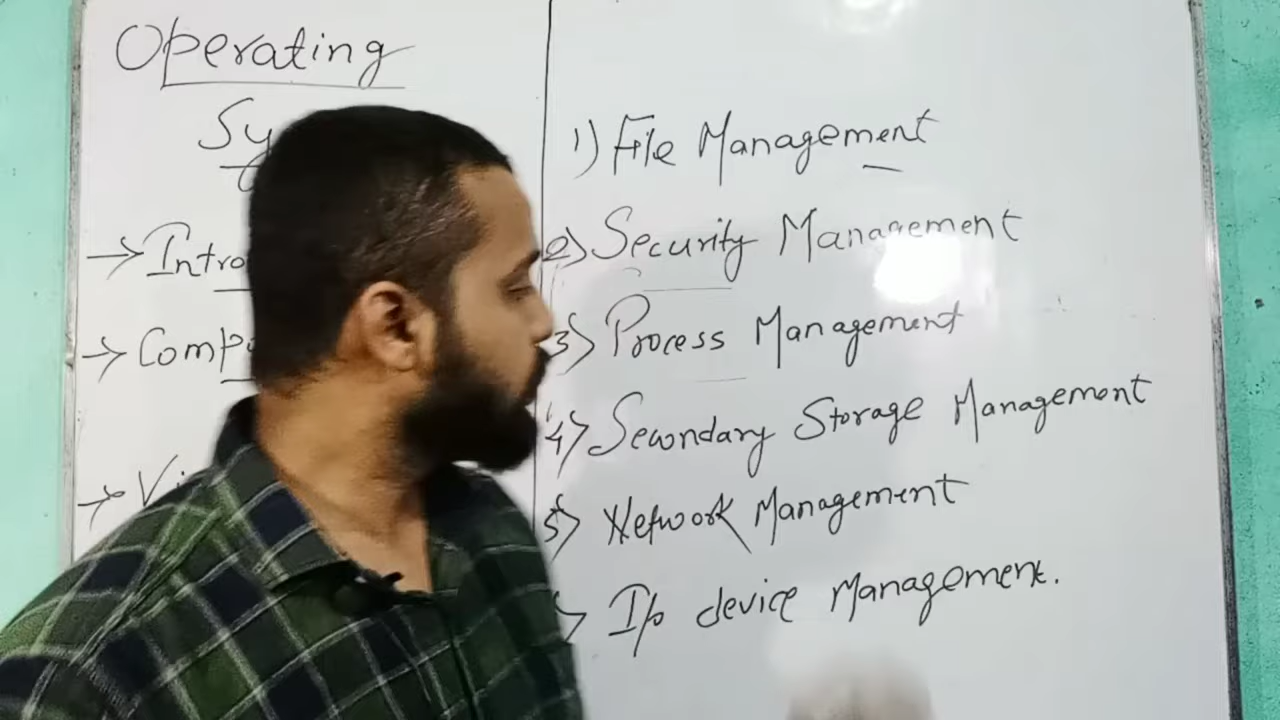 Operating
Sy
→ Intro
→ Comp
→ Vi
1) File Management
2) Security Management
3) Process Management
4) Secondary Storage Management
5) Network Management
I/o device Management.